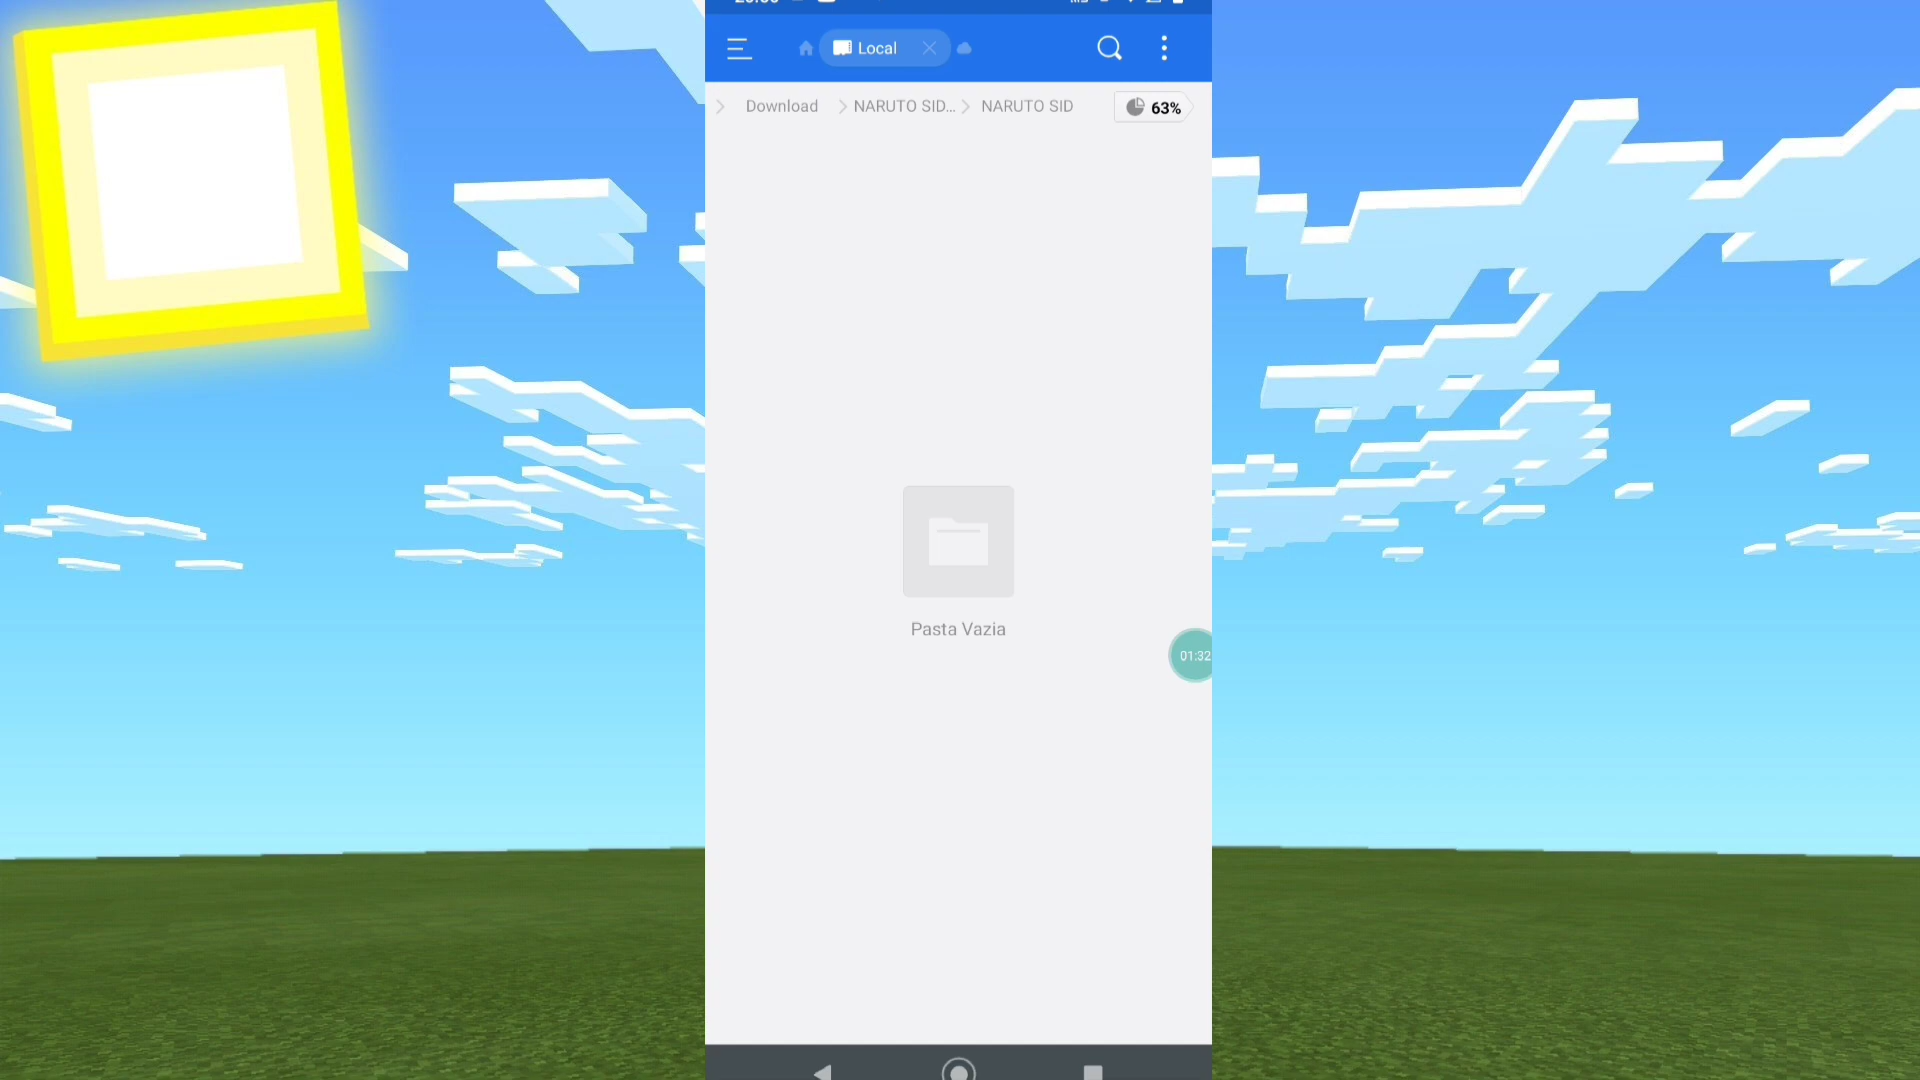 Local
Download
NARUTO SID...
NARUTO SID
63%
Pasta Vazia
01:32